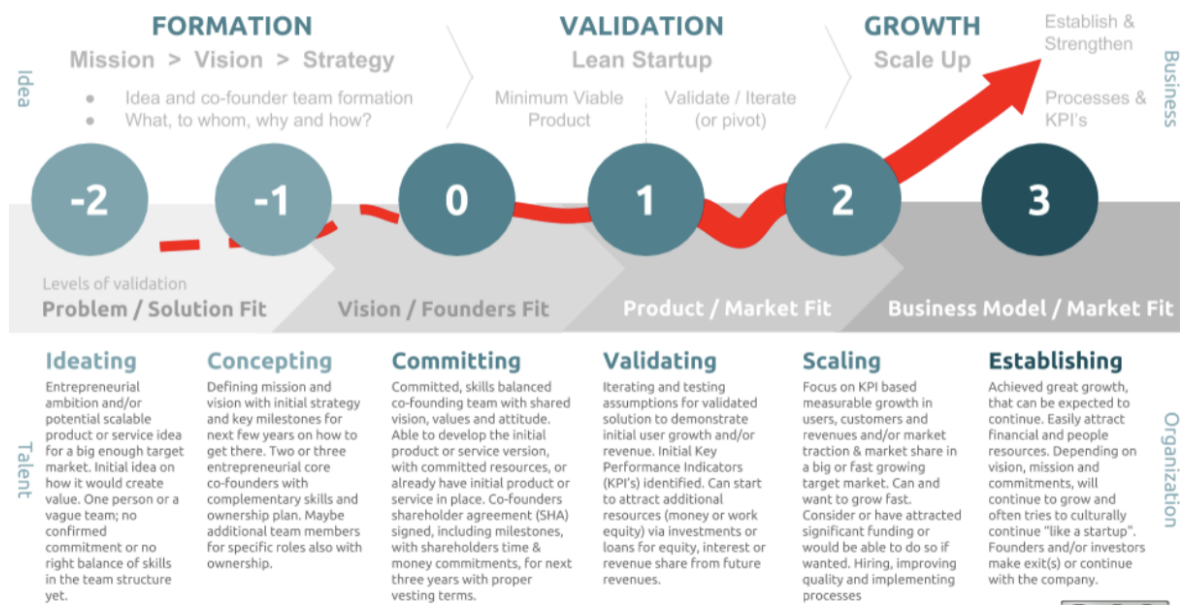 FORMATION
Mission > Vision > Strategy
● Idea and co-founder team formation
● What, to whom, why and how?
VALIDATION
Lean Startup
Minimum Viable
Product
Validate / Iterate
(or pivot)
GROWTH
Scale Up
Establish &
Strengthen
Processes &
KPI's
Idea
Business
-2
-1
0
1
2
3
Levels of validation
Problem / Solution Fit
Vision / Founders Fit
Product / Market Fit
Business Model / Market Fit
Talent
Organization
Ideating
Entrepreneurial
ambition and/or
potential scalable
product or service idea
for a big enough target
market. Initial idea on
how it would create
value. One person or a
vague team; no
confirmed
commitment or no
right balance of skills
in the team structure
yet.
Concepting
Defining mission and
vision with initial strategy
and key milestones for
next few years on how to
get there. Two or three
entrepreneurial core
co-founders with
complementary skills and
ownership plan. Maybe
additional team members
for specific roles also with
ownership.
Committing
Committed, skills balanced
co-founding team with shared
vision, values and attitude.
Able to develop the initial
product or service version,
with committed resources, or
already have initial product or
service in place. Co-founders
shareholder agreement (SHA)
signed, including milestones,
with shareholders time &
money commitments, for next
three years with proper
vesting terms.
Validating
Iterating and testing
assumptions for validated
solution to demonstrate
initial user growth and/or
revenue. Initial Key
Performance Indicators
(KPI's) identified. Can start
to attract additional
resources (money or work
equity) via investments or
loans for equity, interest or
revenue share from future
revenues.
Scaling
Focus on KPI based
measurable growth in
users, customers and
revenues and/or market
traction & market share in
a big or fast growing
target market. Can and
want to grow fast.
Consider or have attracted
significant funding or
would be able to do so if
wanted. Hiring, improving
quality and implementing
processes
Establishing
Achieved great growth,
that can be expected to
continue. Easily attract
financial and people
resources. Depending on
vision, mission and
commitments, will
continue to grow and
often tries to culturally
continue "like a startup".
Founders and/or investors
make exit(s) or continue
with the company.